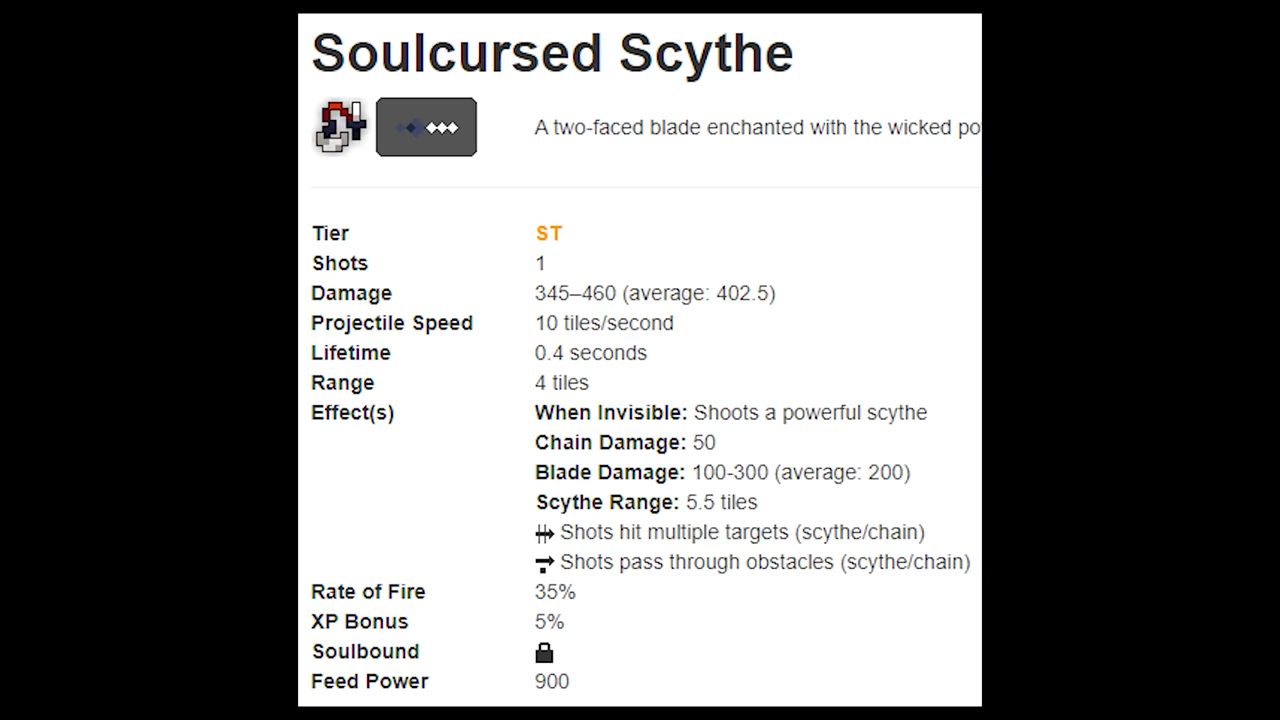 Soulcursed Scythe
A two-faced blade enchanted with the wicked
Tier ST
Shots 1
Damage 345–460 (average: 402.5)
Projectile Speed 10 tiles/second
Lifetime 0.4 seconds
Range 4 tiles
Effect(s) When Invisible: Shoots a powerful scythe
Chain Damage: 50
Blade Damage: 100-300 (average: 200)
Scythe Range: 5.5 tiles
Shots hit multiple targets (scythe/chain)
Shots pass through obstacles (scythe/chain)
Rate of Fire 35%
XP Bonus 5%
Soulbound
Feed Power 900